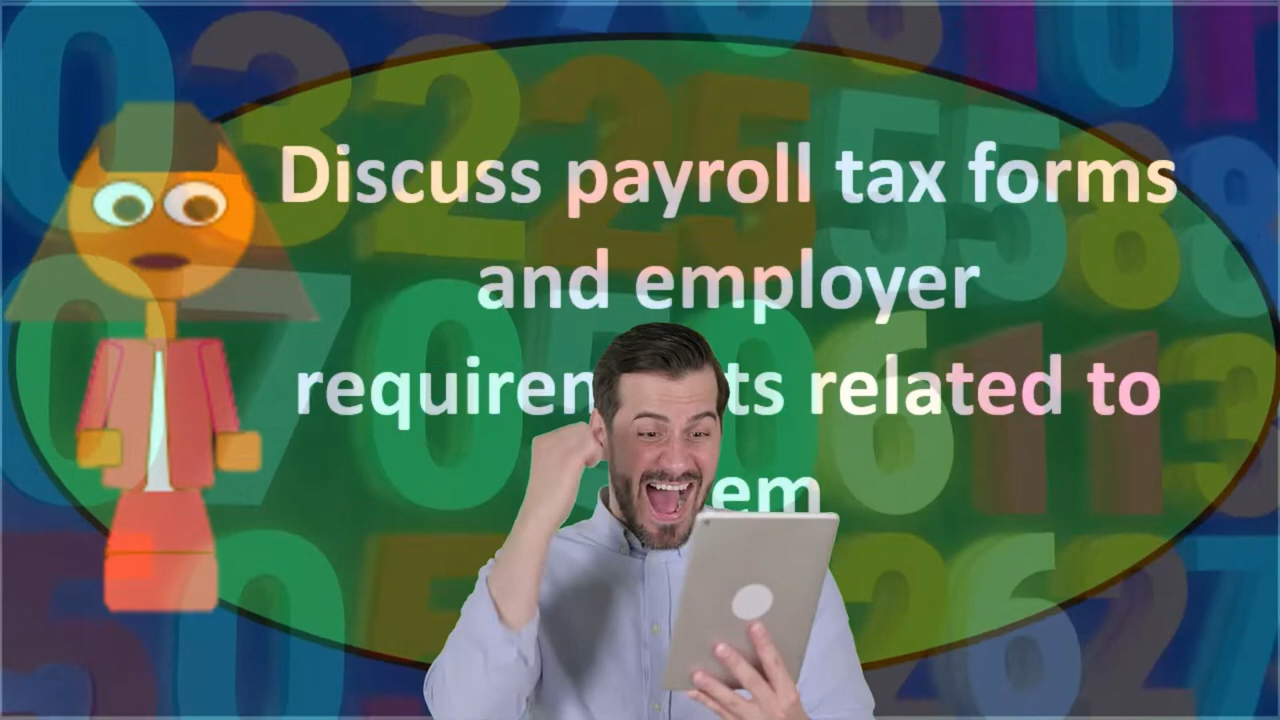 Discuss payroll tax forms
and employer
requirements related to